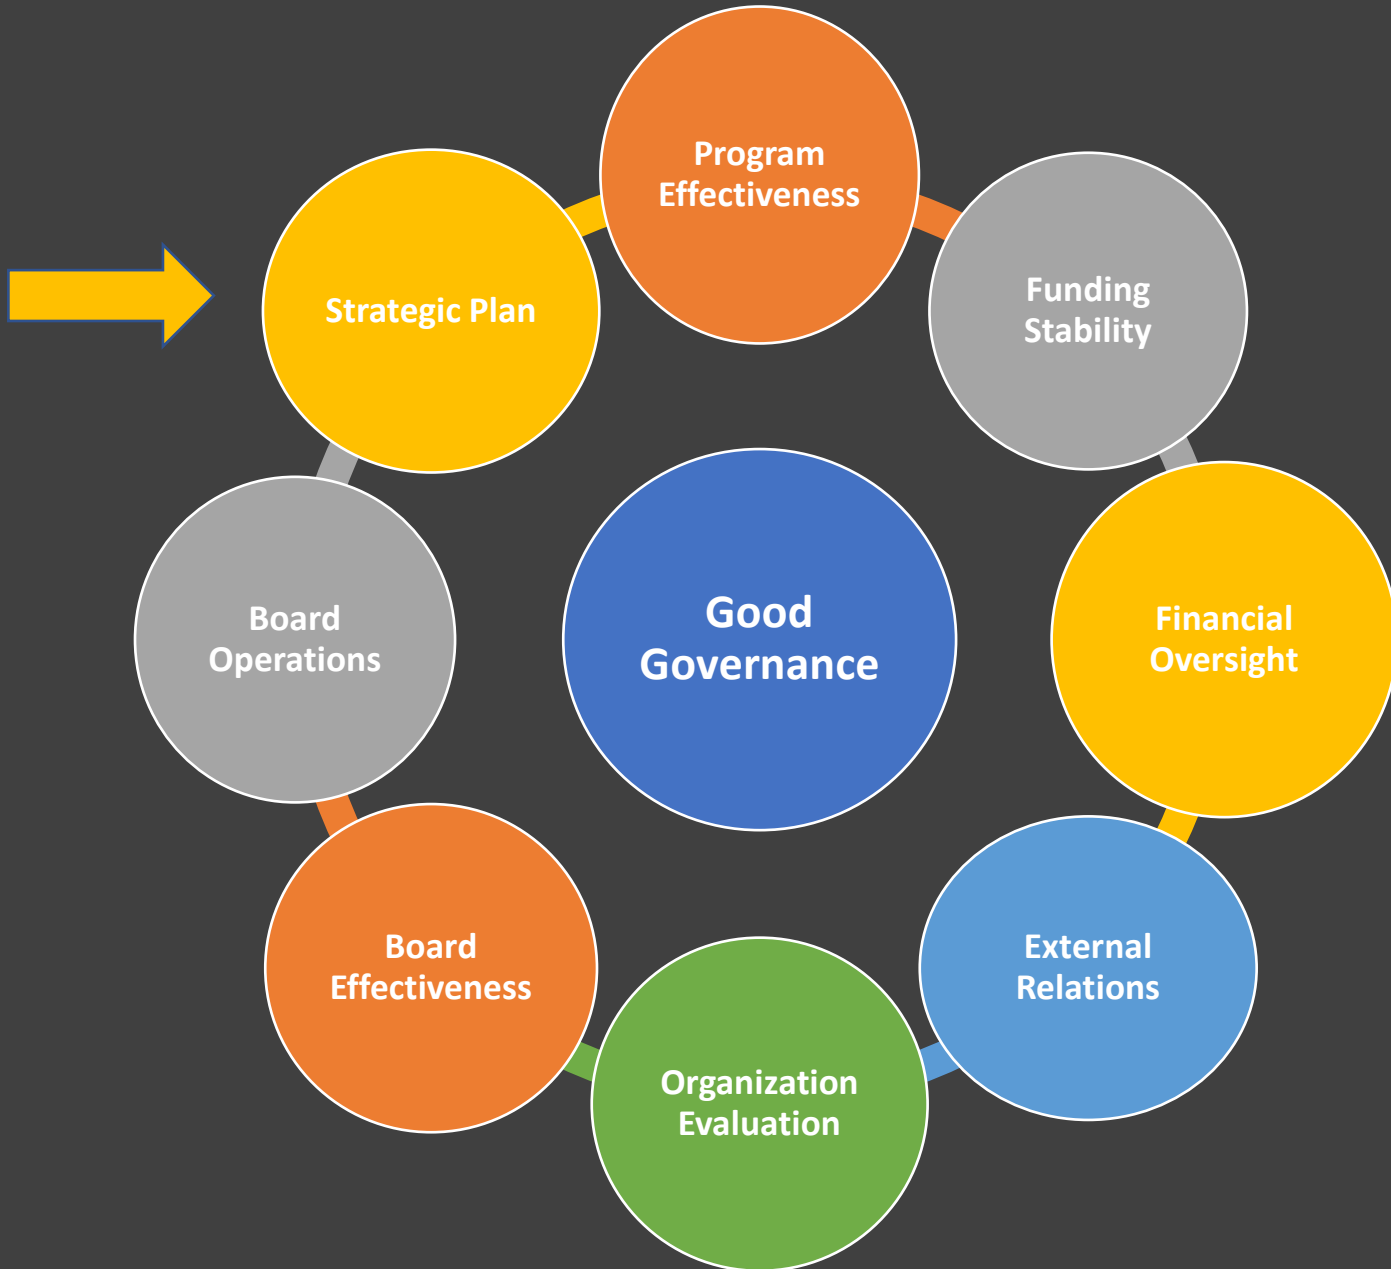 Program
Effectiveness
Funding
Stability
Financial
Oversight
External
Relations
Organization
Evaluation
Board
Effectiveness
Board
Operations
Strategic Plan
Good
Governance